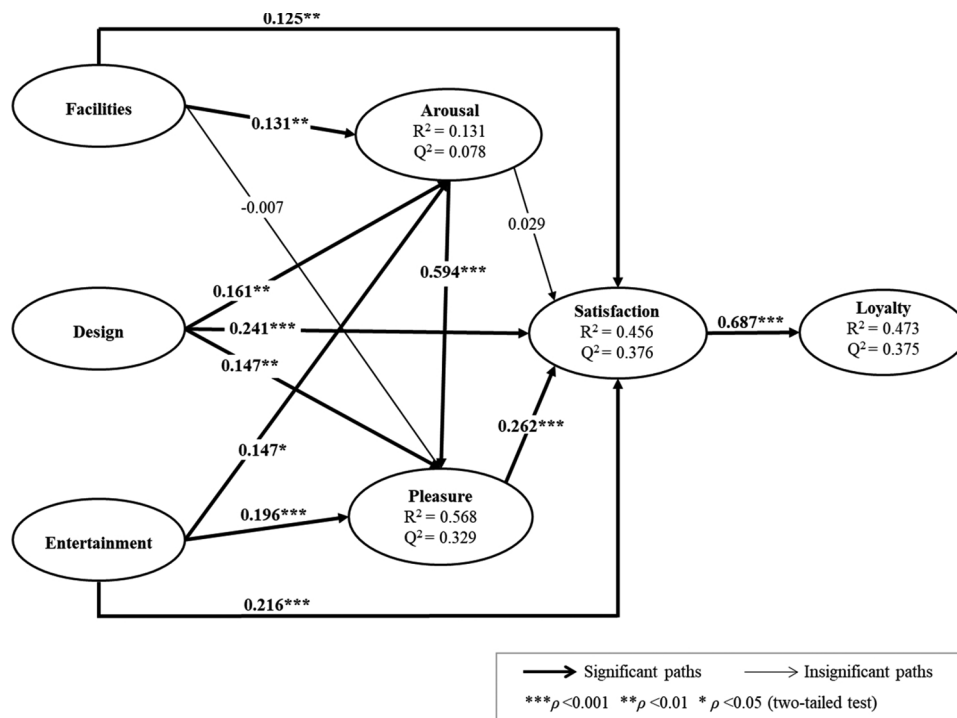 0.125**
Facilities
Arousal
R² = 0.131
Q² = 0.078
0.131**
-0.007
0.029
0.594***
0.161**
Design
0.241***
0.147**
Satisfaction
R² = 0.456
Q² = 0.376
0.687***
Loyalty
R² = 0.473
Q² = 0.375
0.262***
0.147*
Pleasure
R² = 0.568
Q² = 0.329
Entertainment
0.196***
0.216***
Significant paths
Insignificant paths
***ρ <0.001 **ρ <0.01 * ρ <0.05 (two-tailed test)